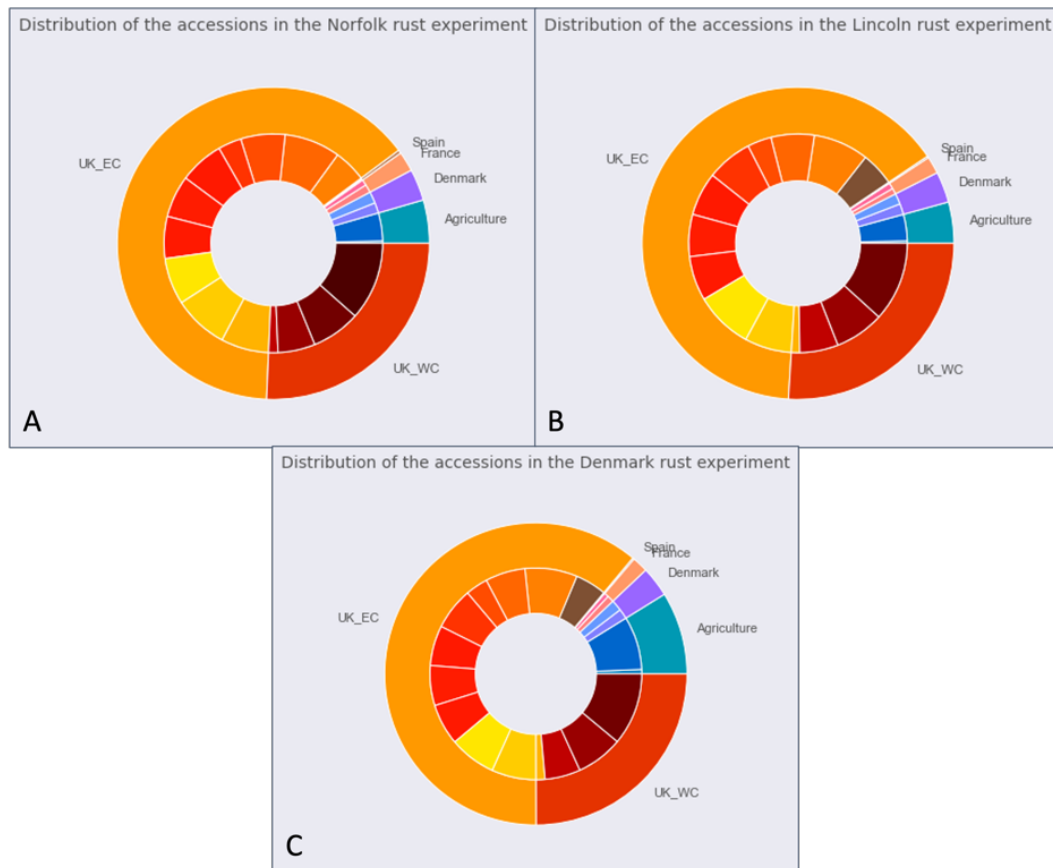 Distribution of the accessions in the Norfolk rust experiment
Spain
France
UK_EC
Denmark
Agriculture
UK_WC
A
Distribution of the accessions in the Lincoln rust experiment
Spain
France
UK_EC
Denmark
Agriculture
UK_WC
B
Distribution of the accessions in the Denmark rust experiment
Spain
France
Denmark
UK_EC
Agriculture
UK_WC
C